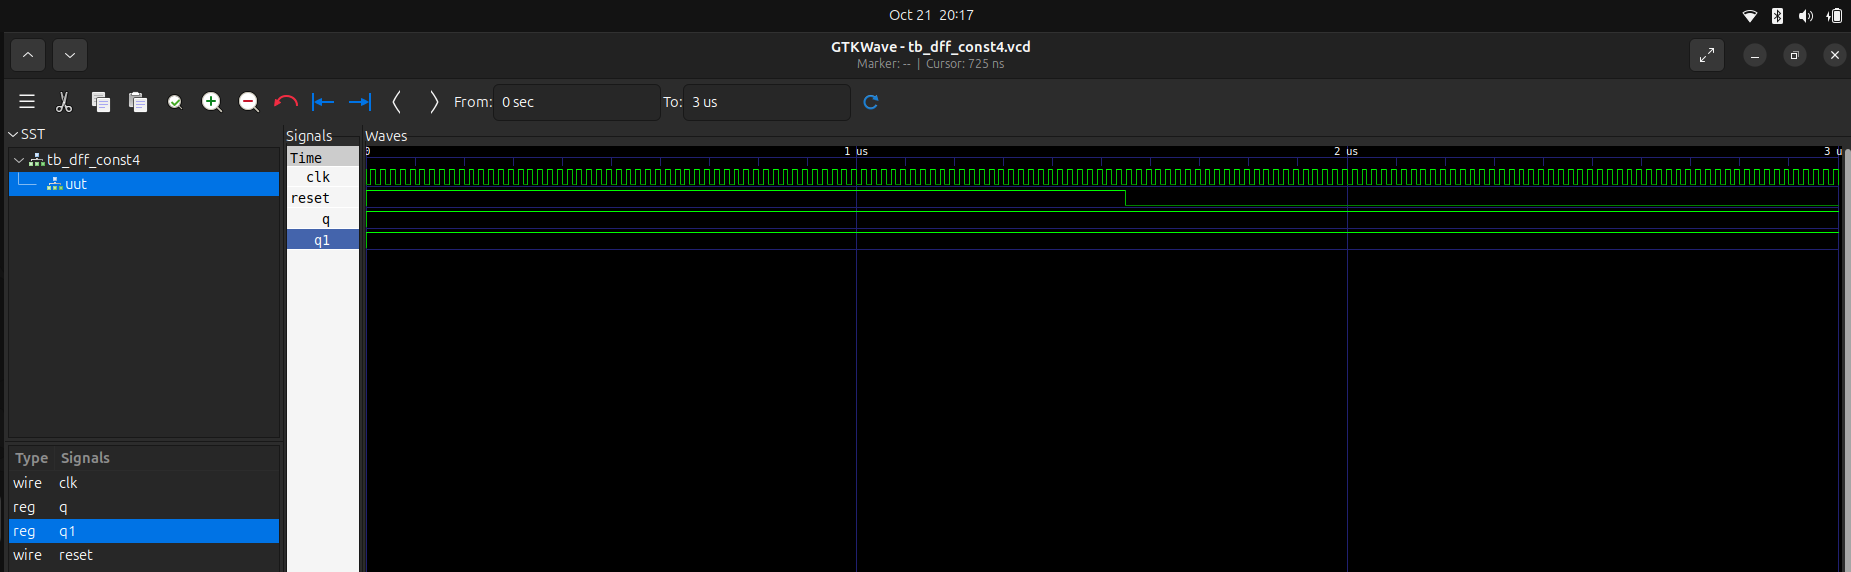 Oct 21 20:17
GTKWave - tb_dff_const4.vcd
Marker: -- | Cursor: 725 ns
From: 0 sec To: 3 us
SST
tb_dff_const4
uut
Type Signals
wire clk
reg q
reg q1
wire reset
Signals
Time
clk
reset
q
q1
Waves
0 1 us 2 us 3 u